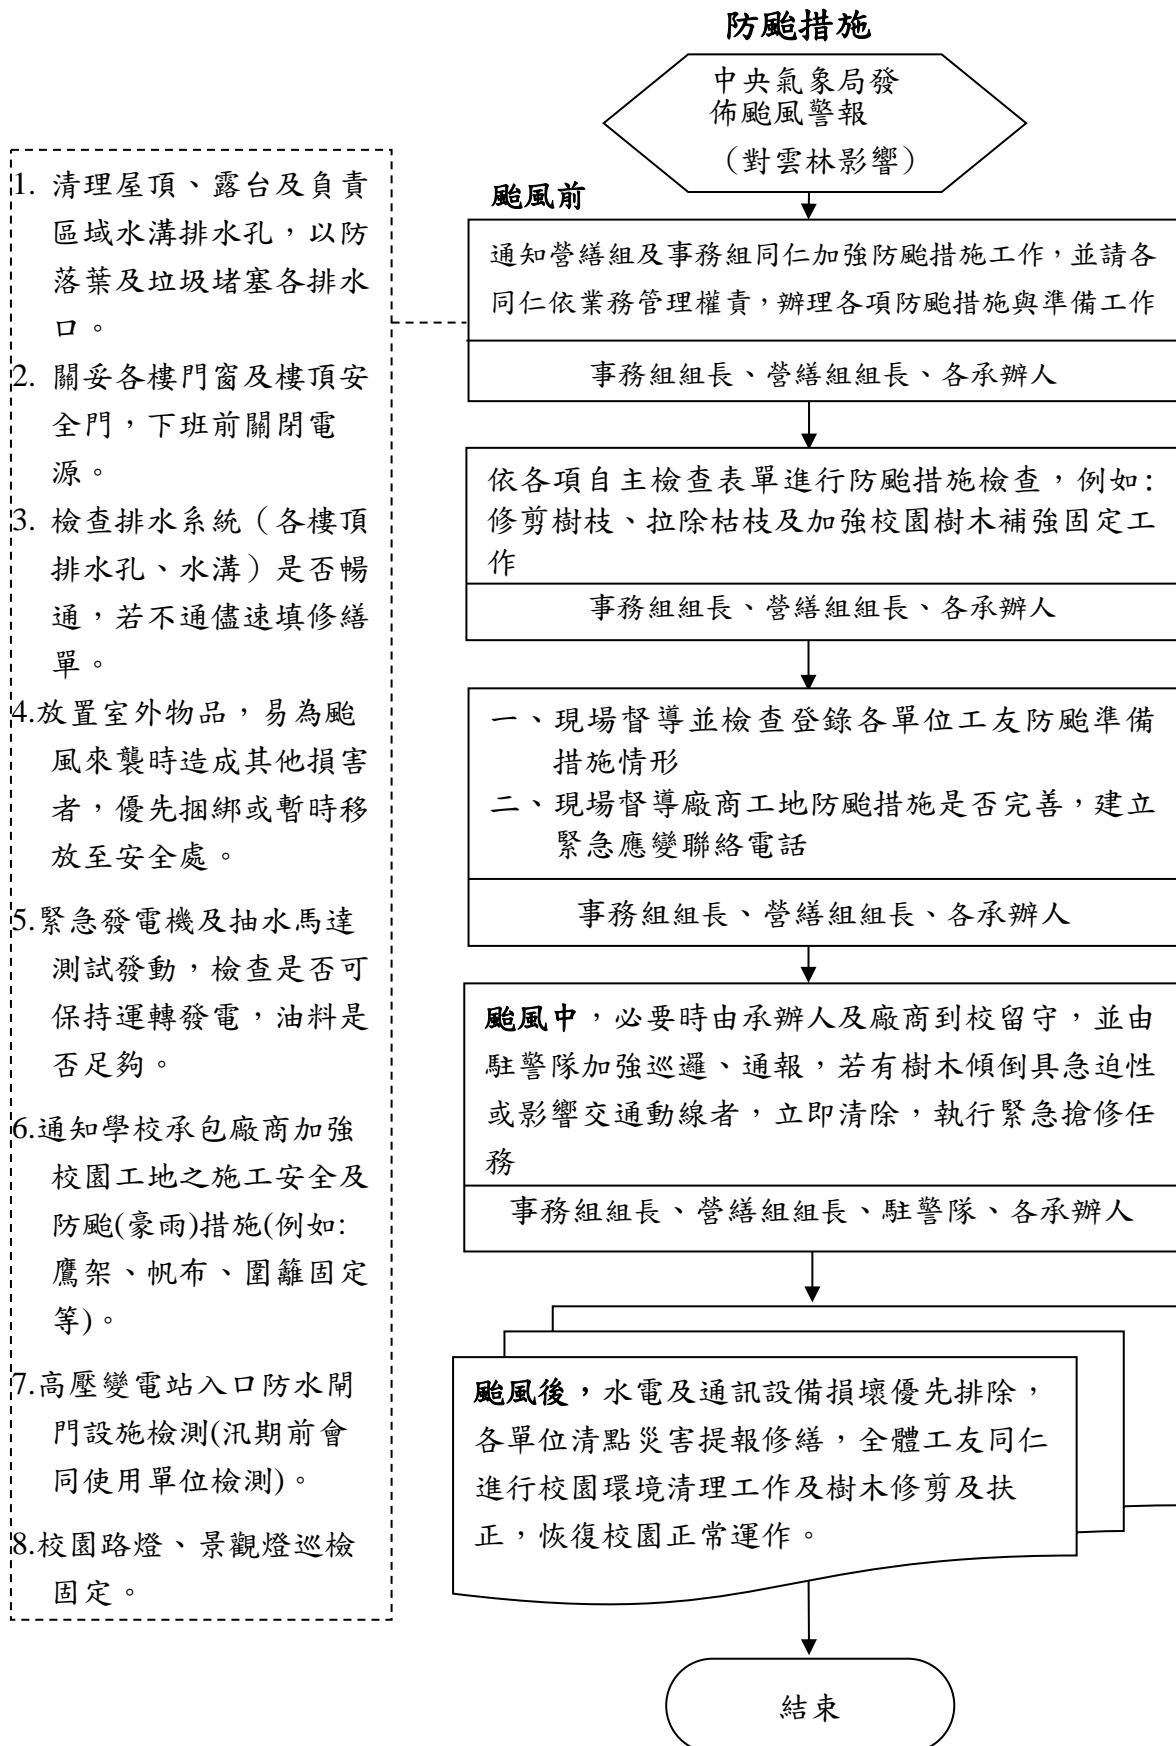 防颱措施
中央氣象局發
佈颱風警報
（對雲林影響）
颱風前
通知營繕組及事務組同仁加強防颱措施工作，並請各
同仁依業務管理權責，辦理各項防颱措施與準備工作
事務組組長、營繕組組長、各承辦人
1. 清理屋頂、露台及負責
區域水溝排水孔，以防
落葉及垃圾堵塞各排水
口。
2. 關妥各樓門窗及樓頂安
全門，下班前關閉電
源。
3. 檢查排水系統（各樓頂
排水孔、水溝）是否暢
通，若不通儘速填修繕
單。
4.放置室外物品，易為颱
風來襲時造成其他損害
者，優先捆綁或暫時移
放至安全處。
5.緊急發電機及抽水馬達
測試發動，檢查是否可
保持運轉發電，油料是
否足夠。
6.通知學校承包廠商加強
校園工地之施工安全及
防颱(豪雨)措施(例如:
鷹架、帆布、圍籬固定
等)。
7.高壓變電站入口防水閘
門設施檢測(汛期前會
同使用單位檢測)。
8.校園路燈、景觀燈巡檢
固定。
依各項自主檢查表單進行防颱措施檢查，例如:
修剪樹枝、拉除枯枝及加強校園樹木補強固定工
作
事務組組長、營繕組組長、各承辦人
一、現場督導並檢查登錄各單位工友防颱準備
措施情形
二、現場督導廠商工地防颱措施是否完善，建立
緊急應變聯絡電話
事務組組長、營繕組組長、各承辦人
颱風中，必要時由承辦人及廠商到校留守，並由
駐警隊加強巡邏、通報，若有樹木傾倒具急迫性
或影響交通動線者，立即清除，執行緊急搶修任
務
事務組組長、營繕組組長、駐警隊、各承辦人
颱風後，水電及通訊設備損壞優先排除，
各單位清點災害提報修繕，全體工友同仁
進行校園環境清理工作及樹木修剪及扶
正，恢復校園正常運作。
結束